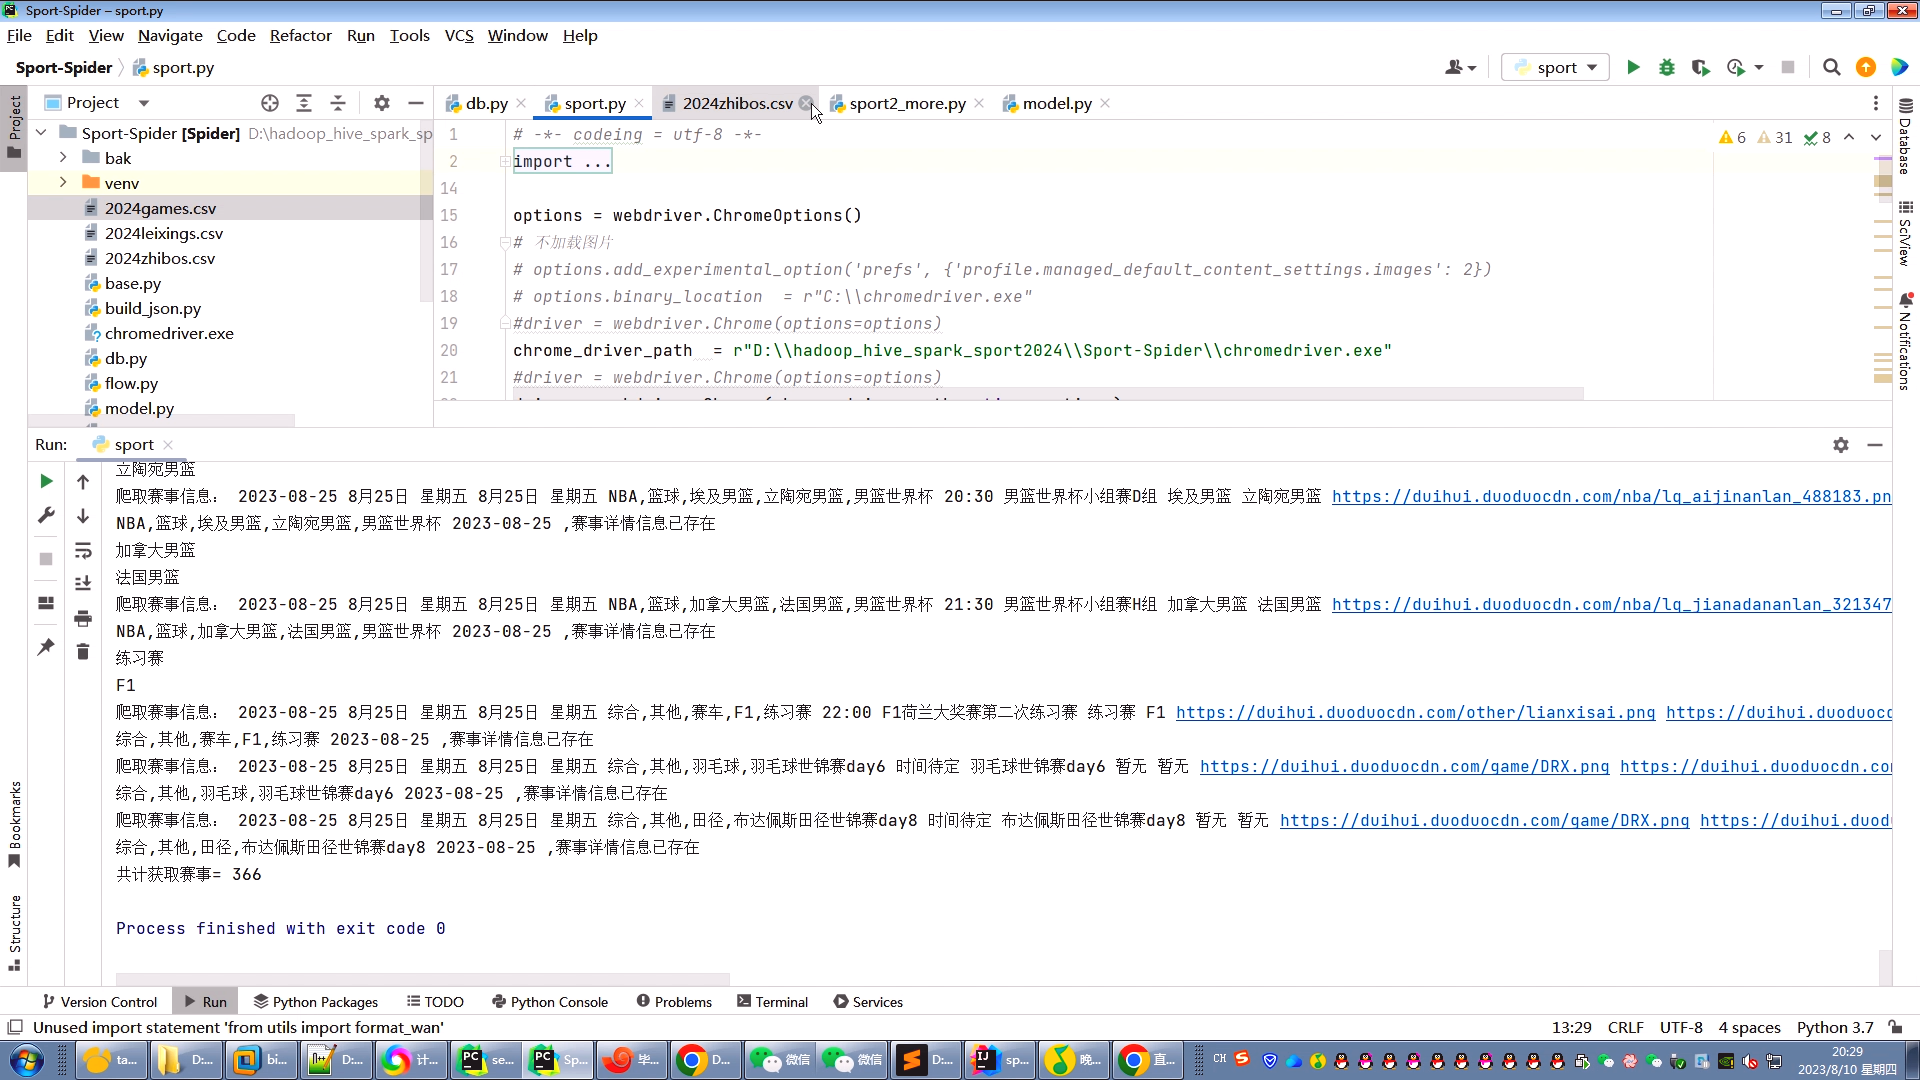 Sport-Spider – sport.py
File Edit View Navigate Code Refactor Run Tools VCS Window Help
Sport-Spider sport.py
sport
Project
db.py sport.py 2024zhibos.csv sport2_more.py model.py
Sport-Spider [Spider] D:\hadoop_hive_spark_sp
bak
venv
2024games.csv
2024leixings.csv
2024zhibos.csv
base.py
build_json.py
chromedriver.exe
db.py
flow.py
model.py
6 31 8
1 # -*- codeing = utf-8 -*-
2 import ...
14
15 options = webdriver.ChromeOptions()
16 # 不加载图片
17 # options.add_experimental_option('prefs', {'profile.managed_default_content_settings.images': 2})
18 # options.binary_location = r"C:\\chromedriver.exe"
19 #driver = webdriver.Chrome(options=options)
20 chrome_driver_path = r"D:\\hadoop_hive_spark_sport2024\\Sport-Spider\\chromedriver.exe"
21 #driver = webdriver.Chrome(options=options)
Project
Bookmarks
Structure
Database
SciView
Notifications
Run: sport
立陶宛男篮
爬取赛事信息: 2023-08-25 8月25日 星期五 8月25日 星期五 NBA,篮球,埃及男篮,立陶宛男篮,男篮世界杯 20:30 男篮世界杯小组赛D组 埃及男篮 立陶宛男篮 https://duihui.duoduocdn.com/nba/lq_aijinanlan_488183.pn
NBA,篮球,埃及男篮,立陶宛男篮,男篮世界杯 2023-08-25 ,赛事详情信息已存在
加拿大男篮
法国男篮
爬取赛事信息: 2023-08-25 8月25日 星期五 8月25日 星期五 NBA,篮球,加拿大男篮,法国男篮,男篮世界杯 21:30 男篮世界杯小组赛H组 加拿大男篮 法国男篮 https://duihui.duoduocdn.com/nba/lq_jianadananlan_321347
NBA,篮球,加拿大男篮,法国男篮,男篮世界杯 2023-08-25 ,赛事详情信息已存在
练习赛
F1
爬取赛事信息: 2023-08-25 8月25日 星期五 8月25日 星期五 综合,其他,赛车,F1,练习赛 22:00 F1荷兰大奖赛第二次练习赛 练习赛 F1 https://duihui.duoduocdn.com/other/lianxisai.png https://duihui.duoduoc
综合,其他,赛车,F1,练习赛 2023-08-25 ,赛事详情信息已存在
爬取赛事信息: 2023-08-25 8月25日 星期五 8月25日 星期五 综合,其他,羽毛球,羽毛球世锦赛day6 时间待定 羽毛球世锦赛day6 暂无 暂无 https://duihui.duoduocdn.com/game/DRX.png https://duihui.duoduocdn.co
综合,其他,羽毛球,羽毛球世锦赛day6 2023-08-25 ,赛事详情信息已存在
爬取赛事信息: 2023-08-25 8月25日 星期五 8月25日 星期五 综合,其他,田径,布达佩斯田径世锦赛day8 时间待定 布达佩斯田径世锦赛day8 暂无 暂无 https://duihui.duoduocdn.com/game/DRX.png https://duihui.duod
综合,其他,田径,布达佩斯田径世锦赛day8 2023-08-25 ,赛事详情信息已存在
共计获取赛事= 366
Process finished with exit code 0
Version Control Run Python Packages TODO Python Console Problems Terminal Services
Unused import statement 'from utils import format_wan'
13:29 CRLF UTF-8 4 spaces Python 3.7
ta... D:... bi... D:... 计... se... Sp... 毕... D... 微信 微信 D:... sp... 晚... 直... CH
20:29
2023/8/10 星期四